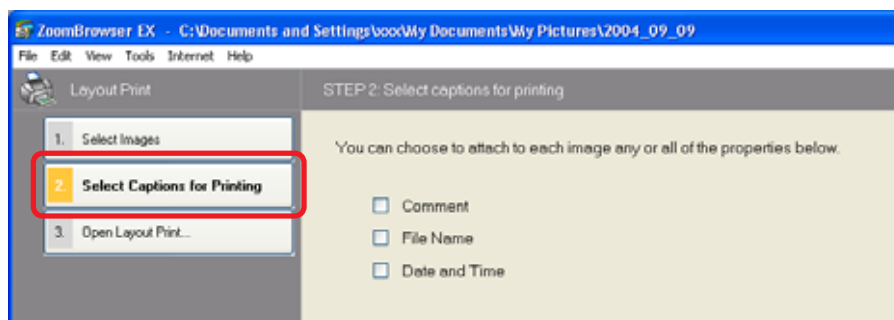 ZoomBrowser EX - C:\Documents and Settings\xxx\My Documents\My Pictures\2004_09_09
File Edit View Tools Internet Help
Layout Print
STEP 2: Select captions for printing
1. Select Images
You can choose to attach to each image any or all of the properties below.
2. Select Captions for Printing
Comment
3. Open Layout Print...
File Name
Date and Time